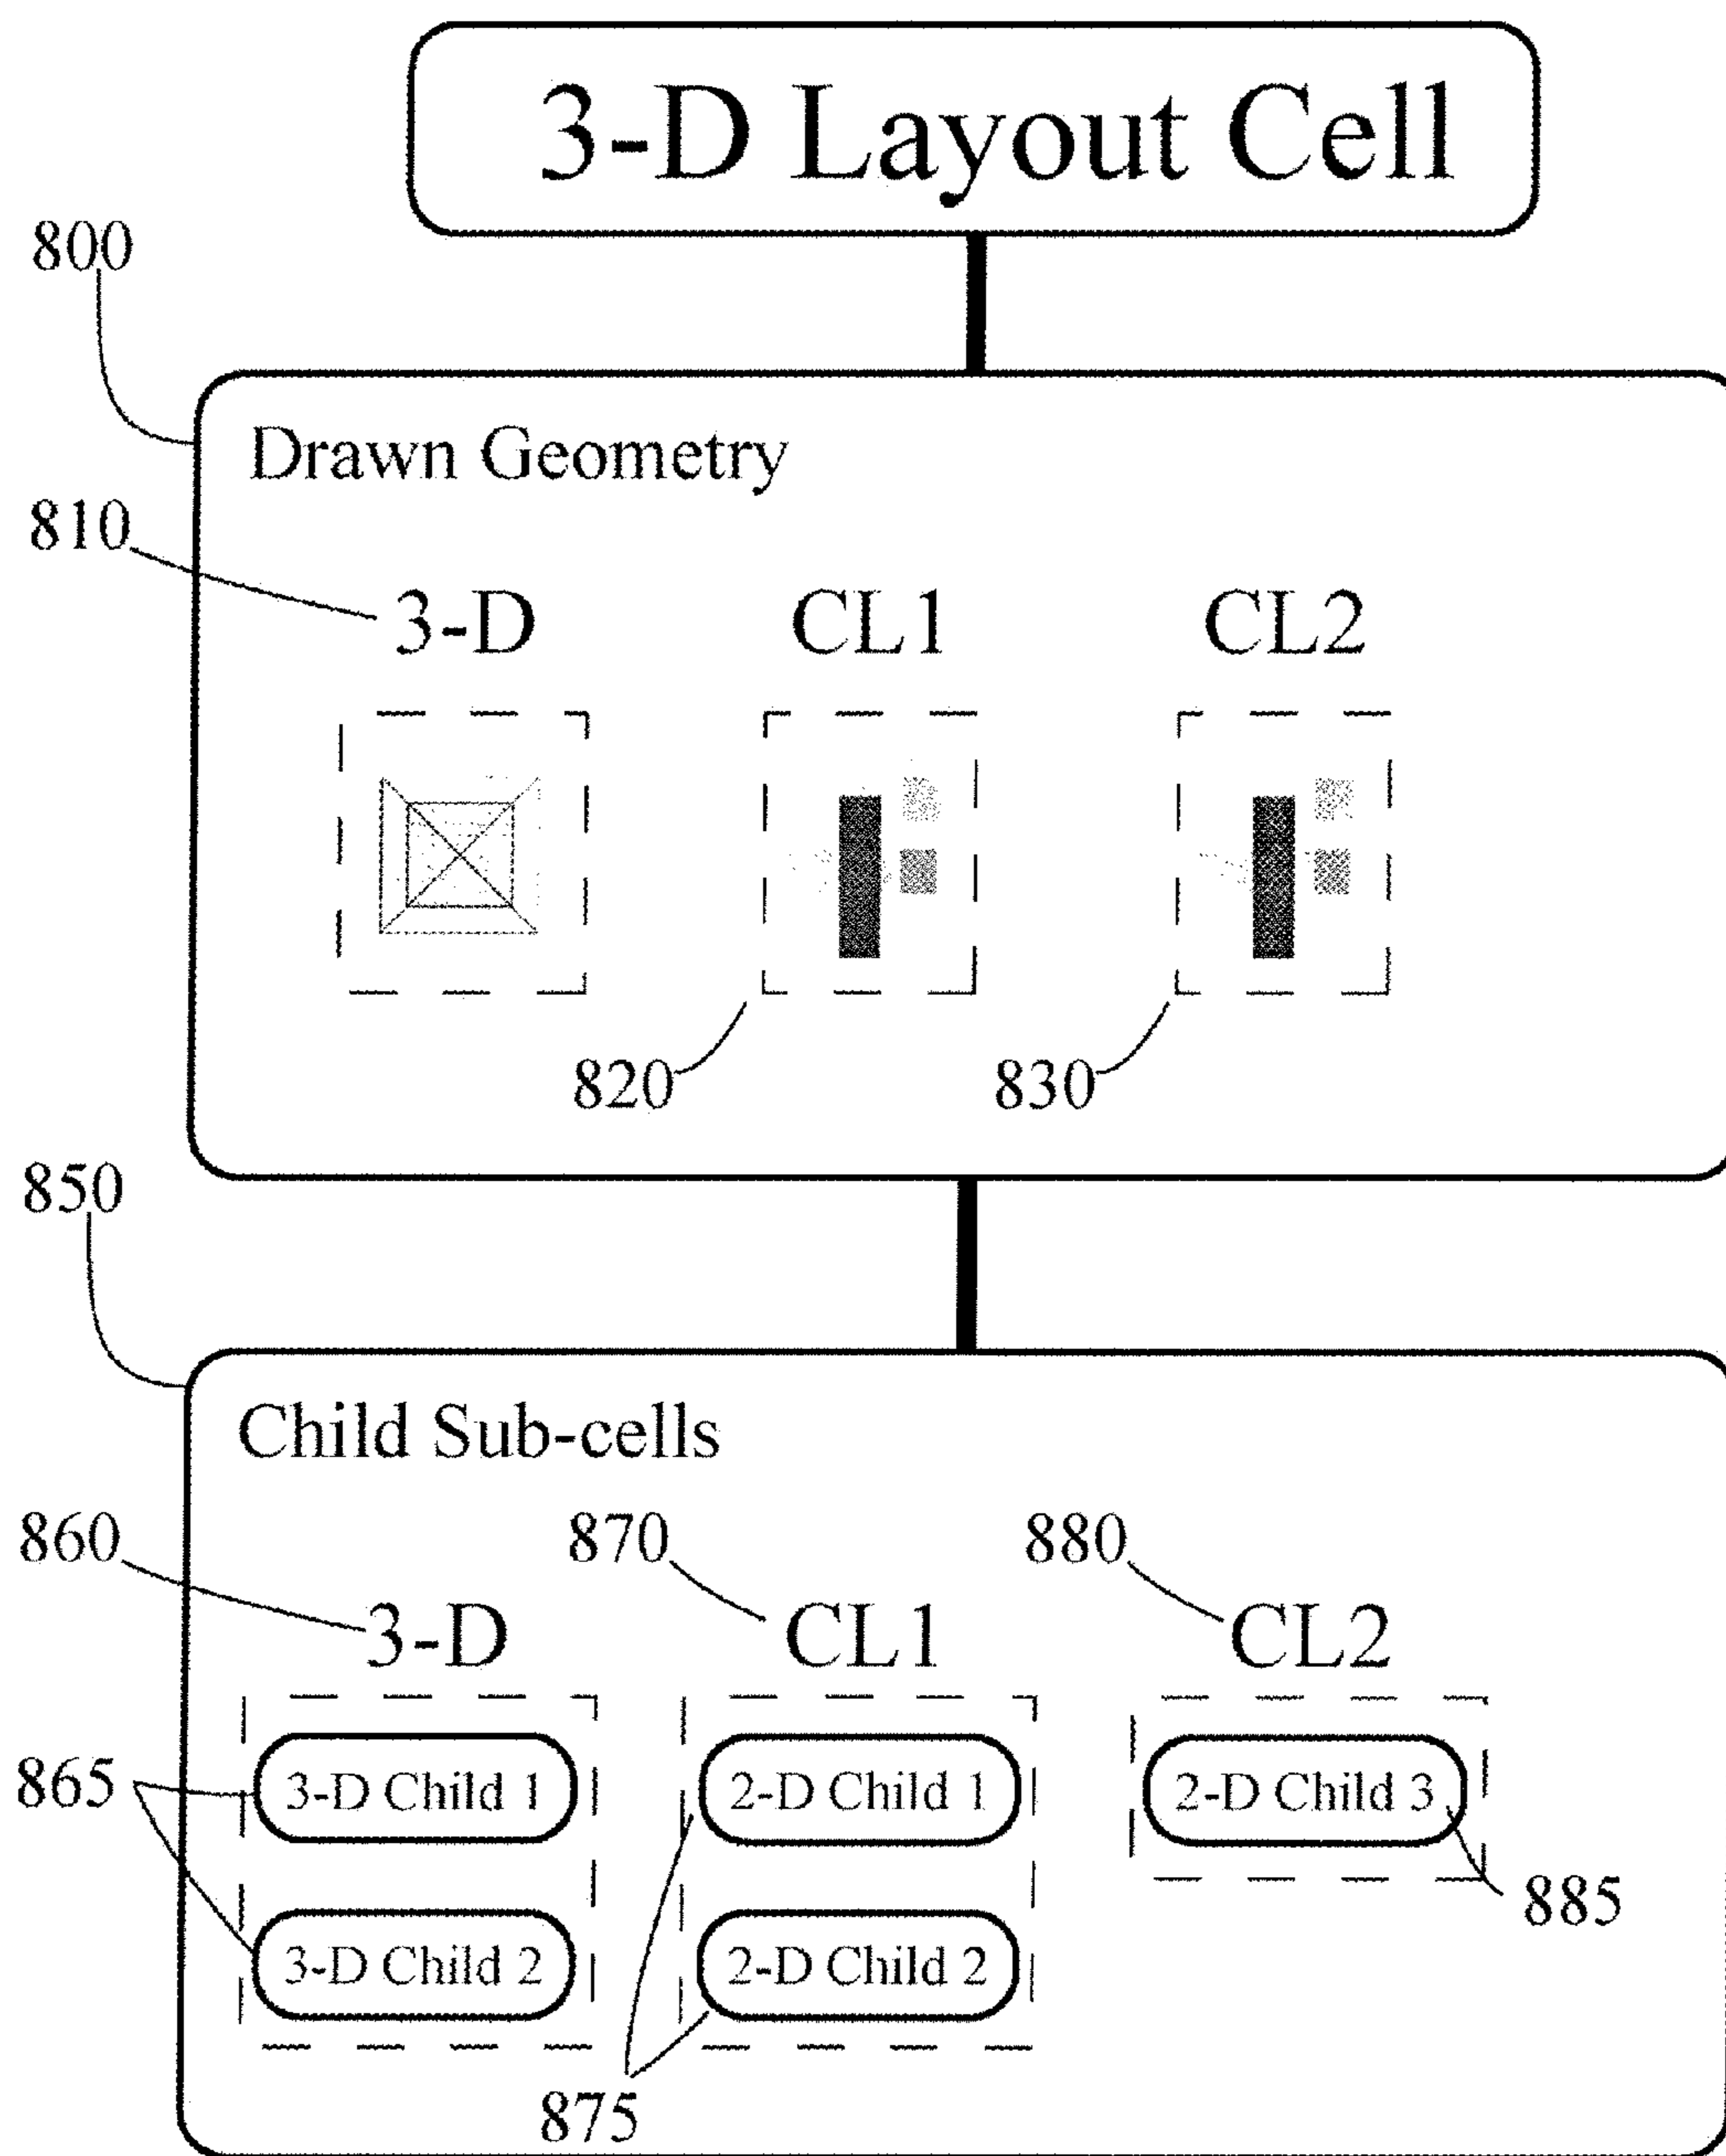 3-D Layout Cell
800
Drawn Geometry
810
3-D CL1 CL2
820 830
850
Child Sub-cells
860 870 880
3-D CL1 CL2
865 3-D Child 1 2-D Child 1 2-D Child 3
885
3-D Child 2 2-D Child 2
875